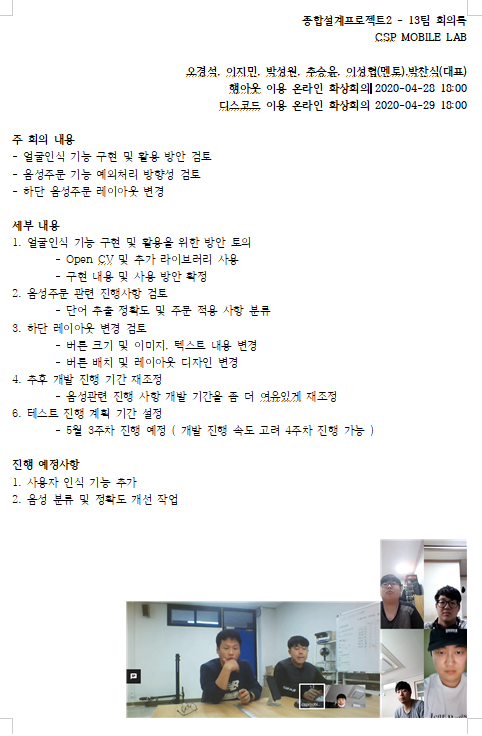 종합설계프로젝트2 - 13팀 회의록
CSP MOBILE LAB
오경석, 이지민, 박성원, 추승윤, 이성협(멘토),박찬식(대표)
행아웃 이용 온라인 화상회의 2020-04-28 18:00
디스코드 이용 온라인 화상회의 2020-04-29 18:00
주 회의 내용
- 얼굴인식 기능 구현 및 활용 방안 검토
- 음성주문 기능 예외처리 방향성 검토
- 하단 음성주문 레이아웃 변경
세부 내용
1. 얼굴인식 기능 구현 및 활용을 위한 방안 토의
- Open CV 및 추가 라이브러리 사용
- 구현 내용 및 사용 방안 확정
2. 음성주문 관련 진행사항 검토
- 단어 추출 정확도 및 주문 적용 사항 분류
3. 하단 레이아웃 변경 검토
- 버튼 크기 및 이미지, 텍스트 내용 변경
- 버튼 배치 및 레이아웃 디자인 변경
4. 추후 개발 진행 기간 재조정
- 음성관련 진행 사항 개발 기간을 좀 더 여유있게 재조정
6. 테스트 진행 계획 기간 설정
- 5월 3주차 진행 예정 ( 개발 진행 속도 고려 4주차 진행 가능 )
진행 예정사항
1. 사용자 인식 기능 추가
2. 음성 분류 및 정확도 개선 작업